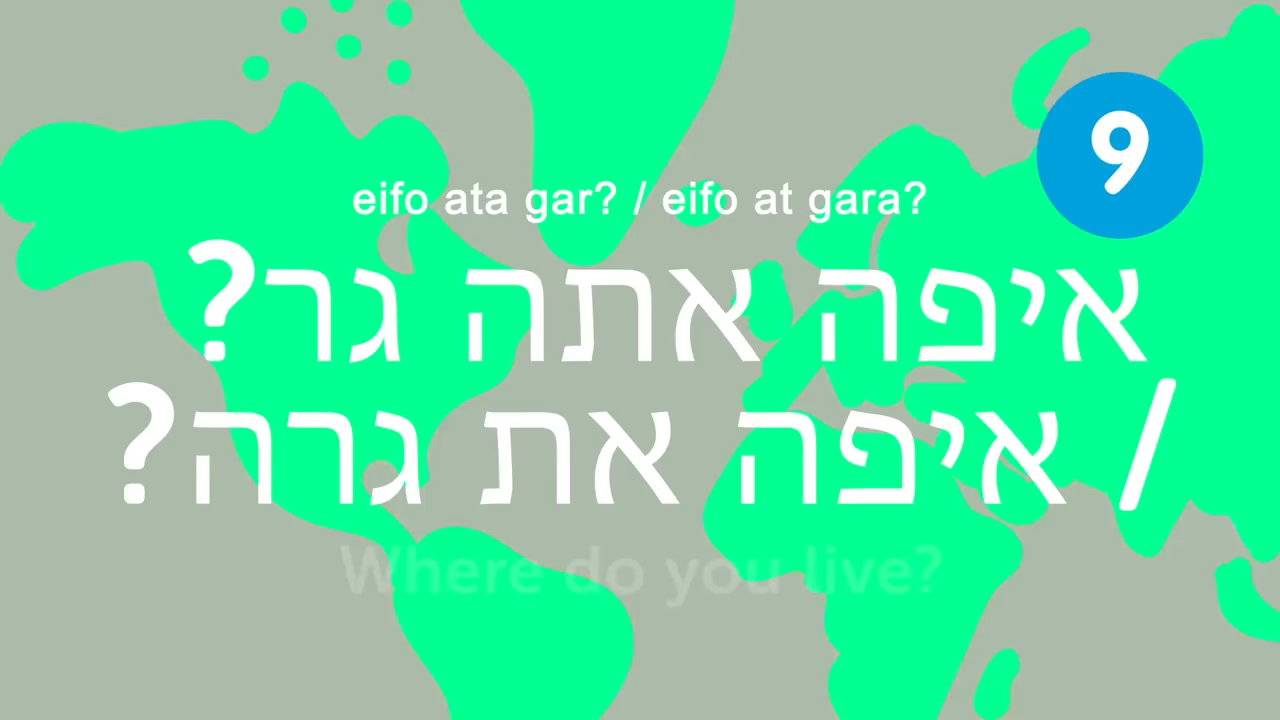 9
eifo ata gar? / eifo at gara?
איפה אתה גר?
/ איפה את גרה?
Where do you live?